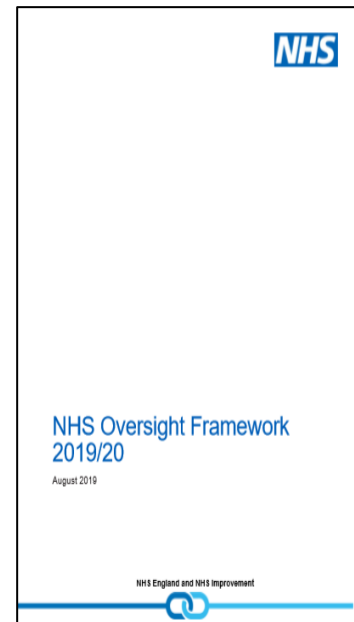 NHS
NHS Oversight Framework
2019/20
August 2019
NHS England and NHS Improvement